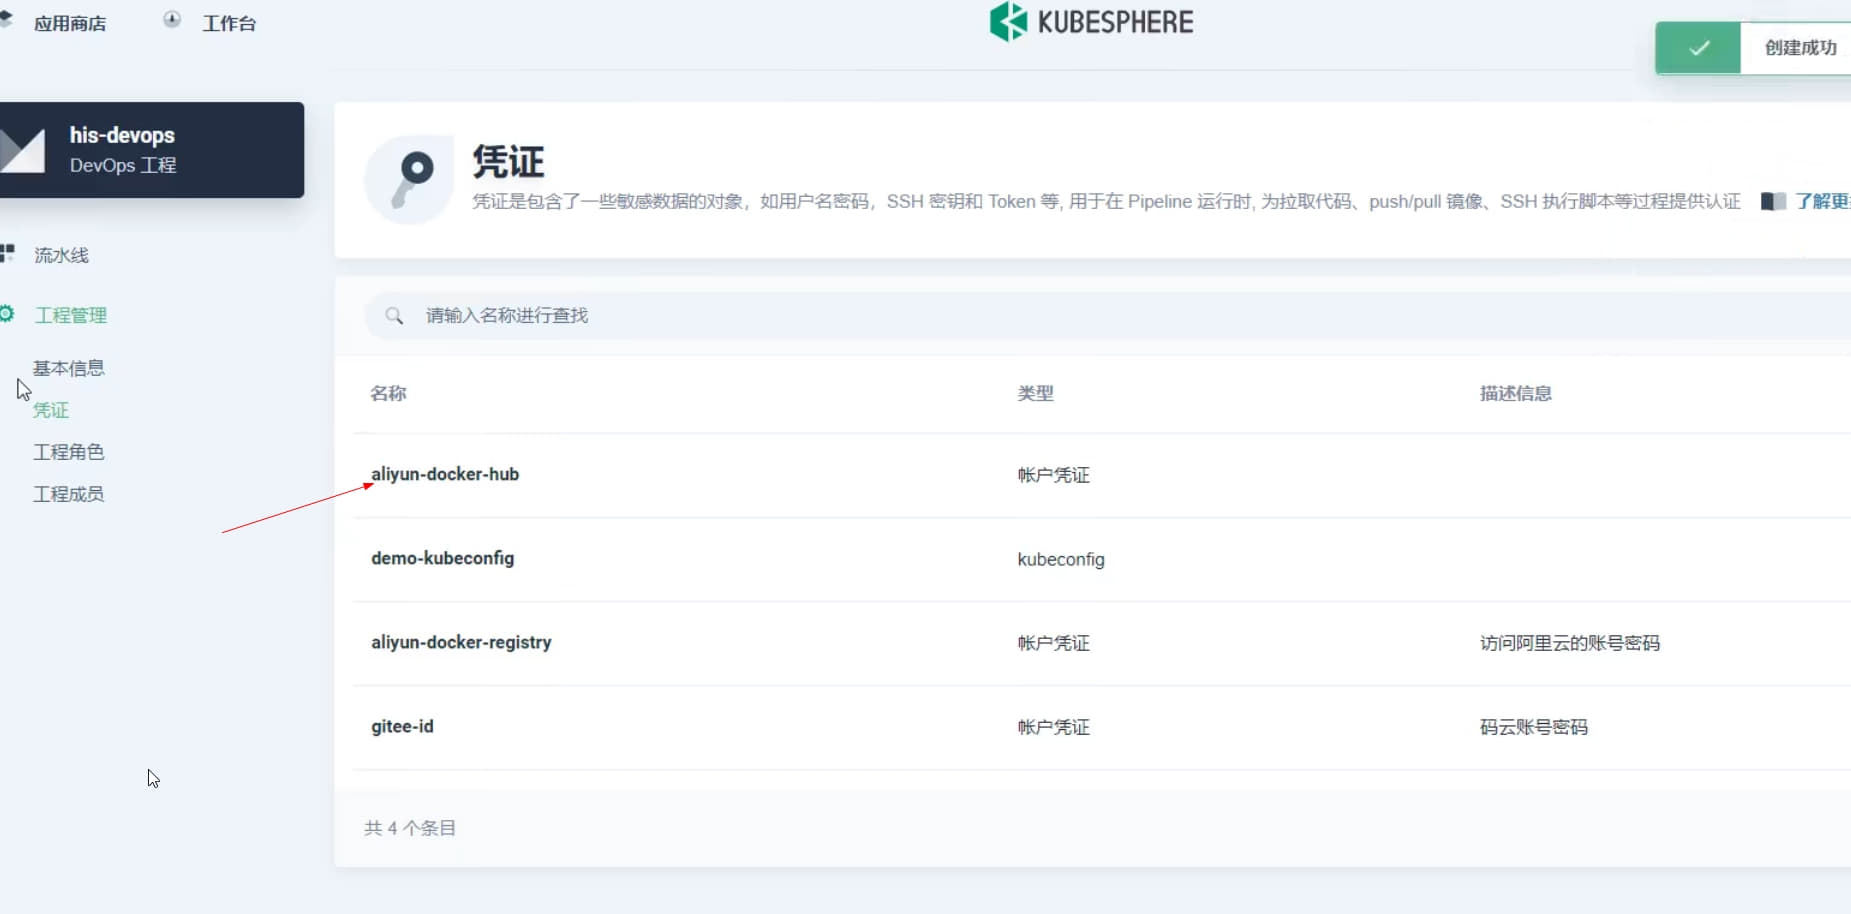 应用商店
工作台
KUBESPHERE
创建成功
his-devops
DevOps 工程
凭证
凭证是包含了一些敏感数据的对象，如用户名密码，SSH 密钥和 Token 等, 用于在 Pipeline 运行时, 为拉取代码、push/pull 镜像、SSH 执行脚本等过程提供认证
了解更
流水线
工程管理
基本信息
凭证
工程角色
工程成员
请输入名称进行查找
名称 类型 描述信息
aliyun-docker-hub 帐户凭证
demo-kubeconfig kubeconfig
aliyun-docker-registry 帐户凭证 访问阿里云的账号密码
gitee-id 帐户凭证 码云账号密码
共 4 个条目